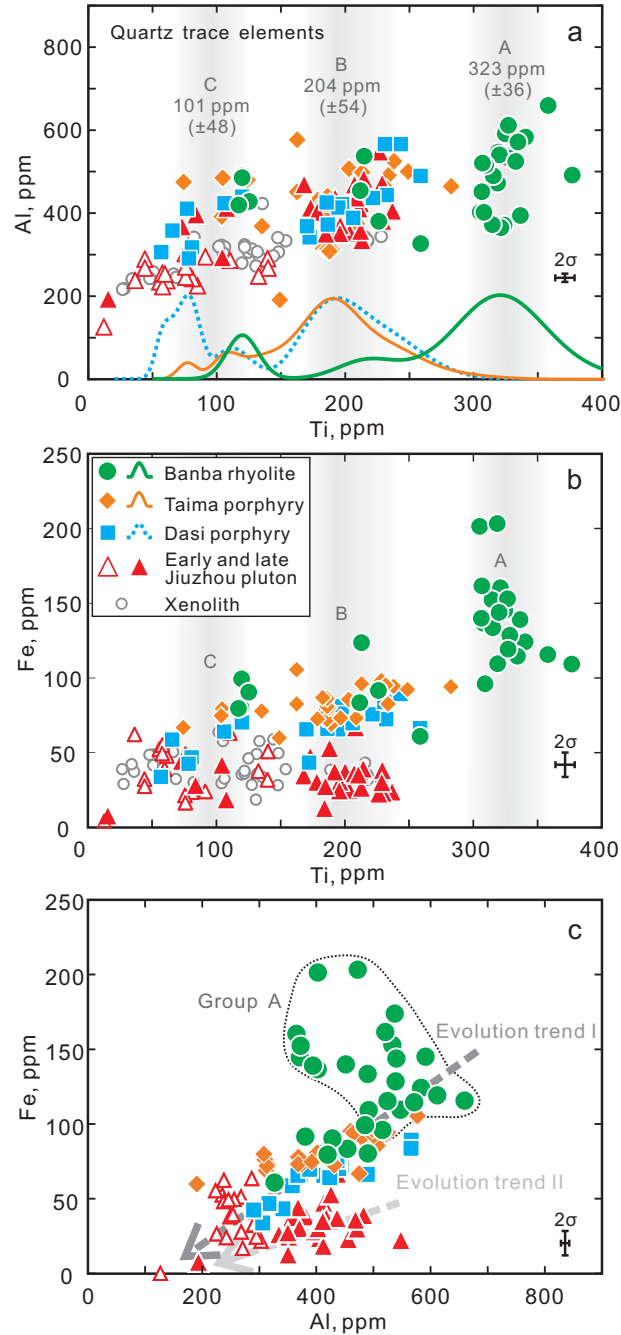 Quartz trace elements
a
A
323 ppm
(±36)
B
204 ppm
(±54)
C
101 ppm
(±48)
800
600
400
200
0
Al, ppm
2σ
0
100
200
300
400
Ti, ppm
b
250
200
150
100
50
0
Fe, ppm
Banba rhyolite
Taima porphyry
Dasi porphyry
Early and late
Jiuzhou pluton
Xenolith
A
B
C
2σ
0
100
200
300
400
Ti, ppm
c
250
200
150
100
50
0
Fe, ppm
Group A
Evolution trend I
Evolution trend II
2σ
0
200
400
600
800
Al, ppm